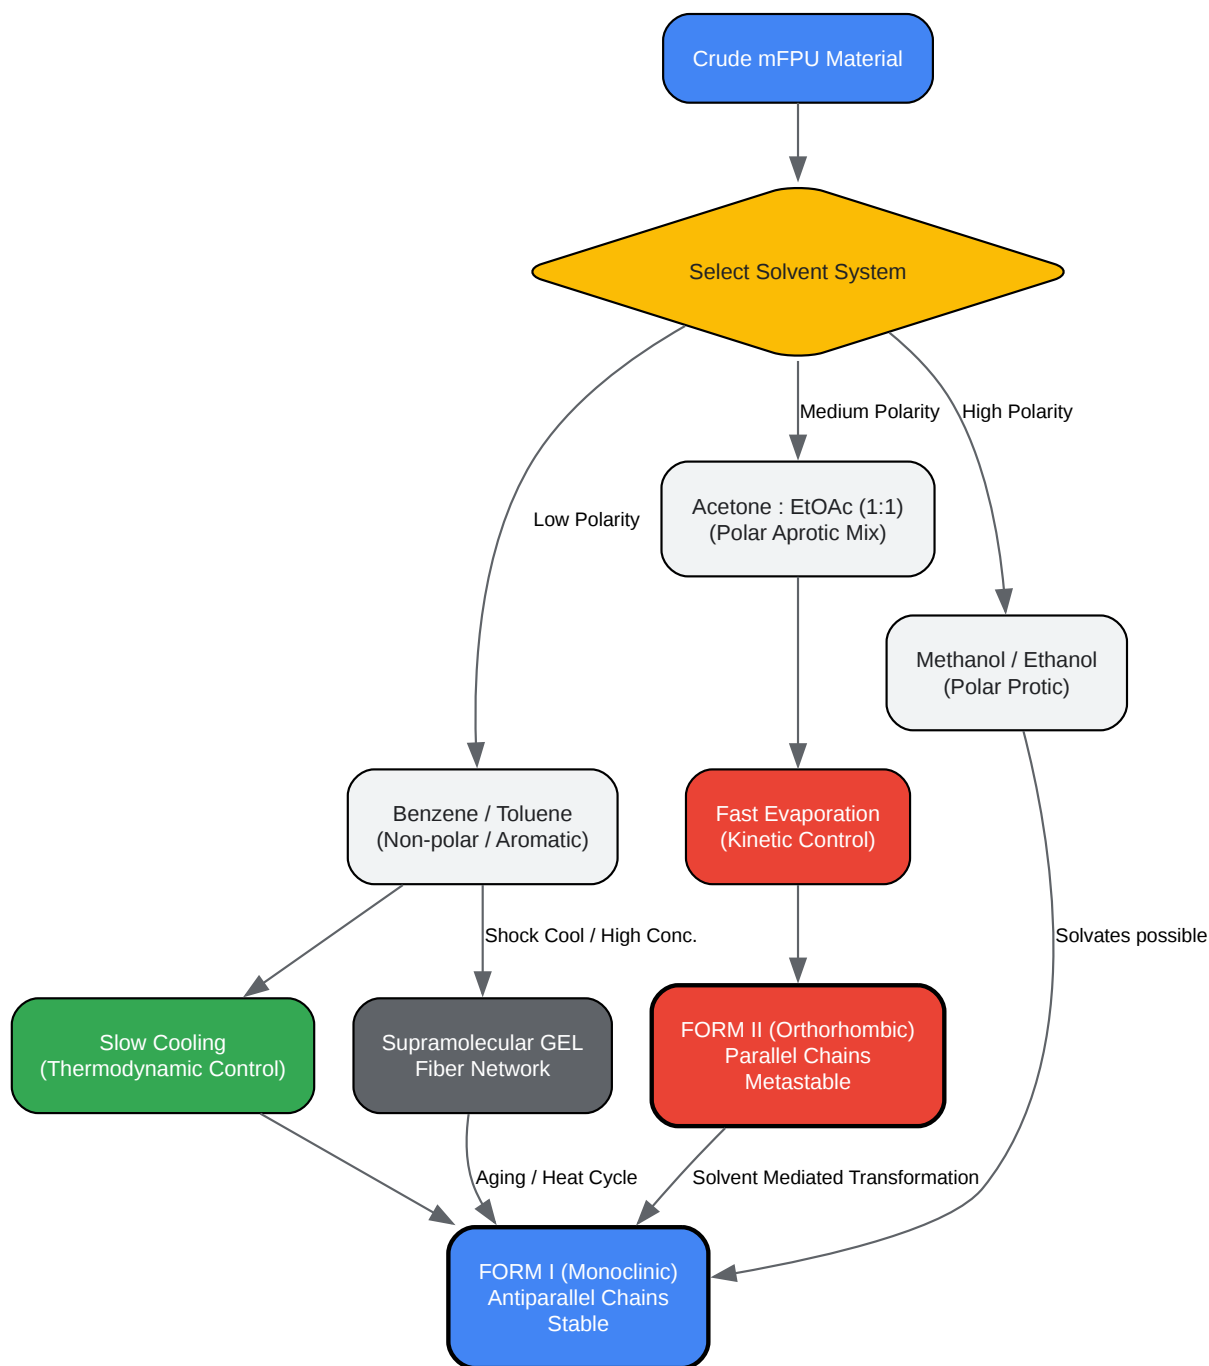 Crude mFPU Material
Select Solvent System
Medium Polarity
High Polarity
Low Polarity
Acetone : EtOAc (1:1)
(Polar Aprotic Mix)
Methanol / Ethanol
(Polar Protic)
Benzene / Toluene
(Non-polar / Aromatic)
Fast Evaporation
(Kinetic Control)
Shock Cool / High Conc.
Solvates possible
Slow Cooling
(Thermodynamic Control)
Supramolecular GEL
Fiber Network
FORM II (Orthorhombic)
Parallel Chains
Metastable
Aging / Heat Cycle
Solvent Mediated Transformation
FORM I (Monoclinic)
Antiparallel Chains
Stable